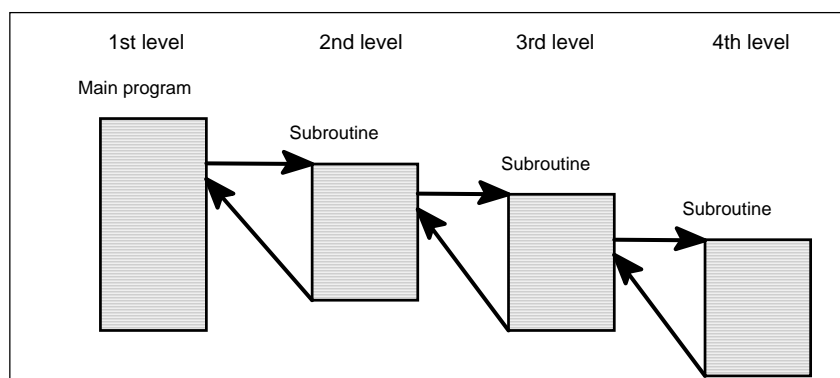 1st level 2nd level 3rd level 4th level
Main program
Subroutine
Subroutine
Subroutine